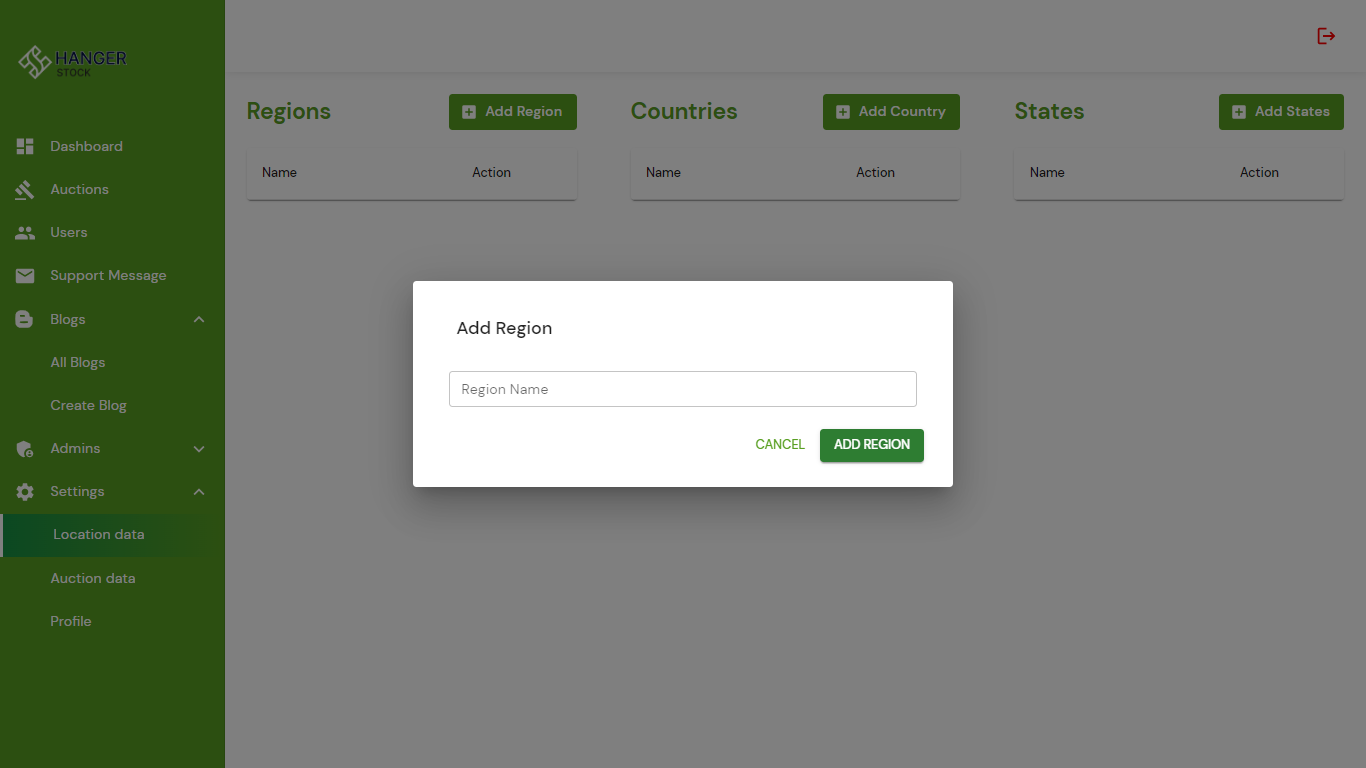 HANGER
STOCK
Dashboard
Auctions
Users
Support Message
Blogs
All Blogs
Create Blog
Admins
Settings
Location data
Auction data
Profile
Regions
Add Region
Countries
Add Country
States
Add States
Name Action
Name Action
Name Action
Add Region
Region Name
CANCEL
ADD REGION